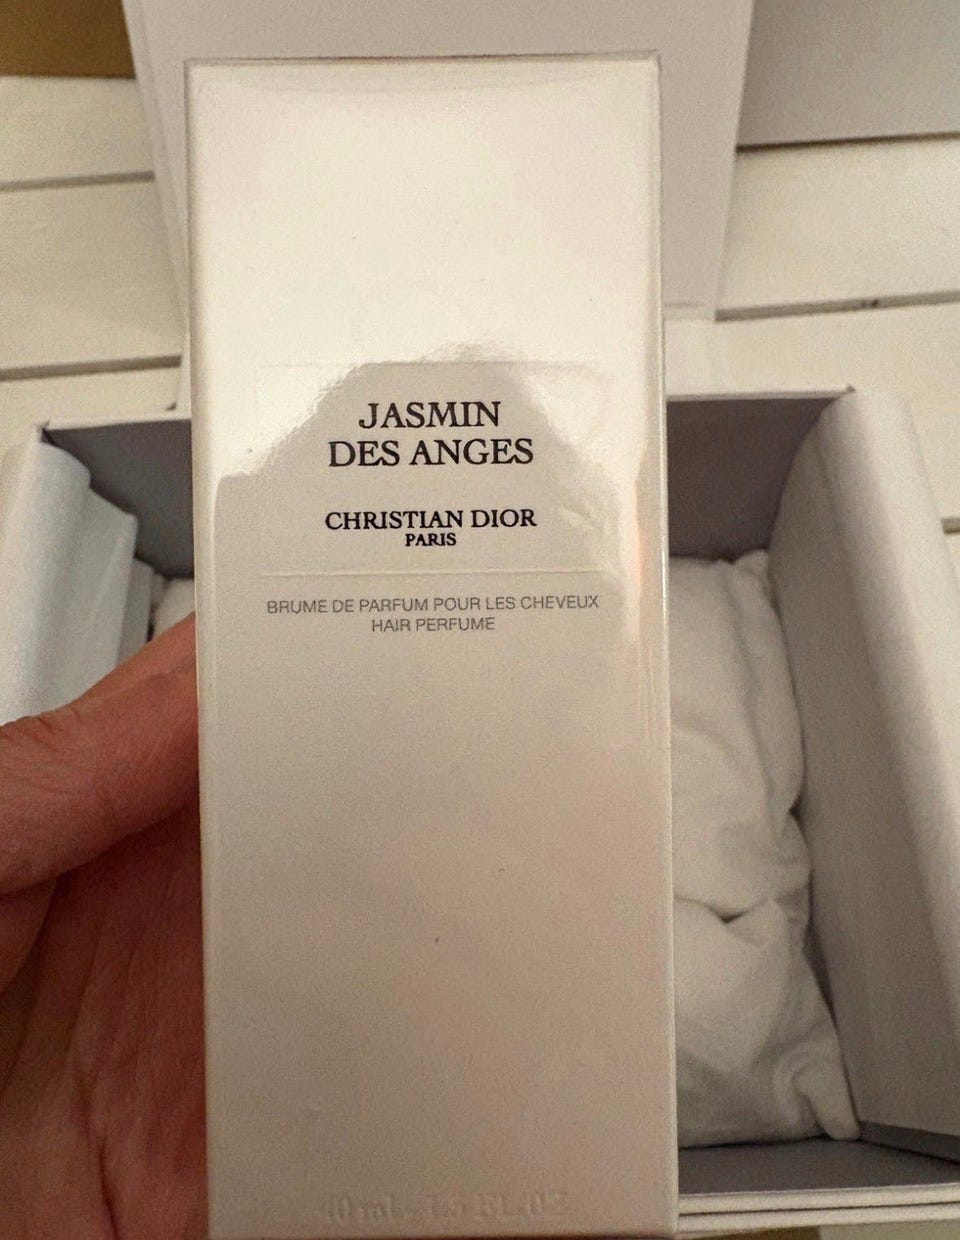 JASMIN
DES ANGES
CHRISTIAN DIOR
PARIS
BRUME DE PARFUM POUR LES CHEVEUX
HAIR PERFUME